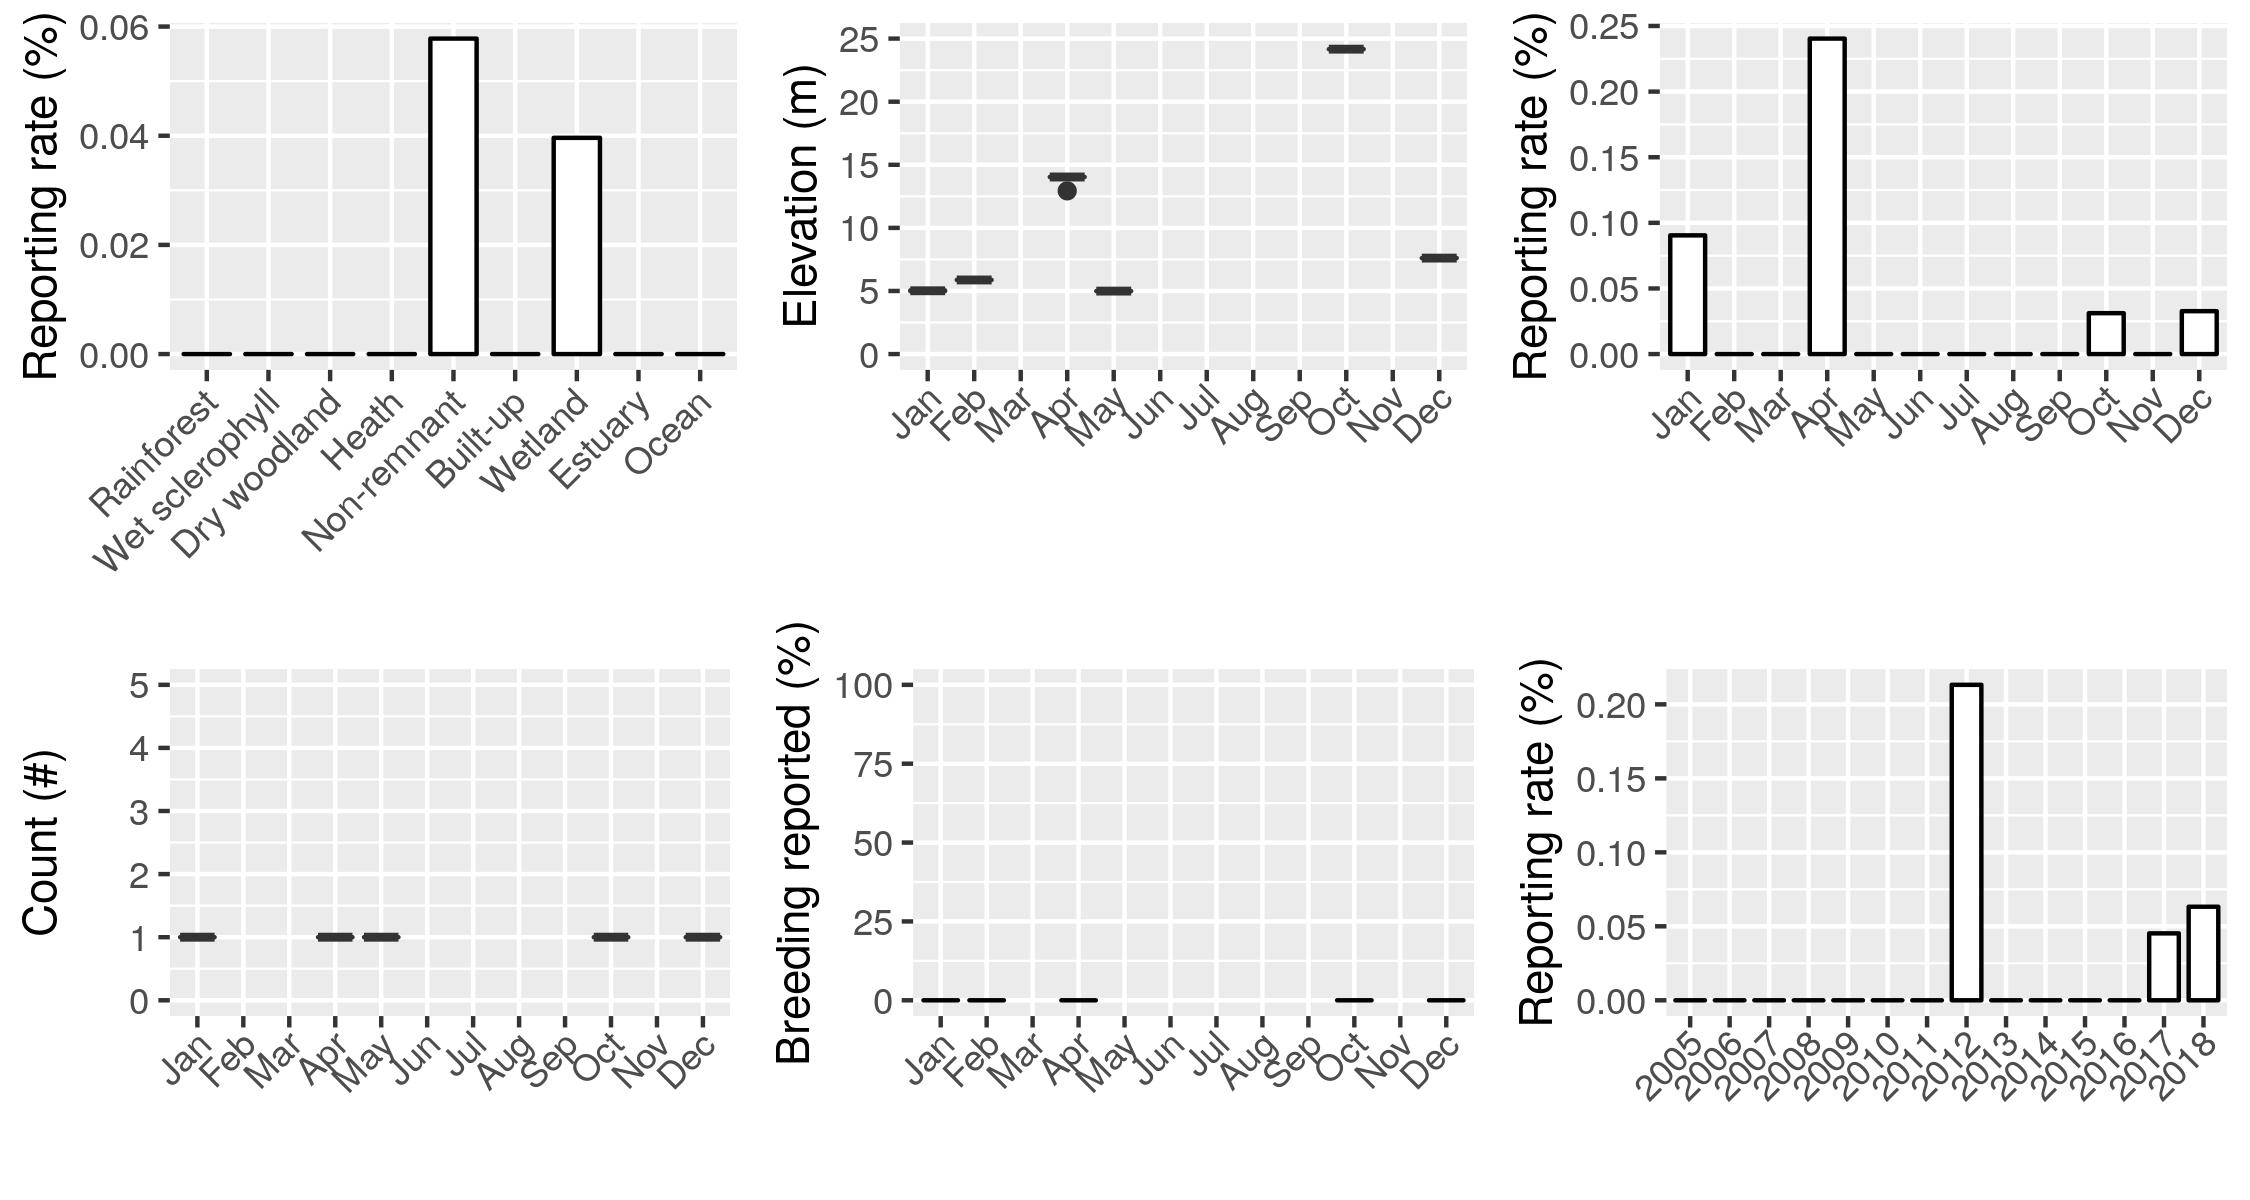 Reporting rate (%)
0.06
0.04
0.02
0.00
Rainforest
Wet sclerophyll
Dry woodland
Heath
Non-remnant
Built-up
Wetland
Estuary
Ocean
Elevation (m)
25
20
15
10
5
0
Jan
Feb
Mar
Apr
May
Jun
Jul
Aug
Sep
Oct
Nov
Dec
Reporting rate (%)
0.25
0.20
0.15
0.10
0.05
0.00
Jan
Feb
Mar
Apr
May
Jun
Jul
Aug
Sep
Oct
Nov
Dec
Count (#)
5
4
3
2
1
0
Jan
Feb
Mar
Apr
May
Jun
Jul
Aug
Sep
Oct
Nov
Dec
Breeding reported (%)
100
75
50
25
0
Jan
Feb
Mar
Apr
May
Jun
Jul
Aug
Sep
Oct
Nov
Dec
Reporting rate (%)
0.20
0.15
0.10
0.05
0.00
2005
2006
2007
2008
2009
2010
2011
2012
2013
2014
2015
2016
2017
2018